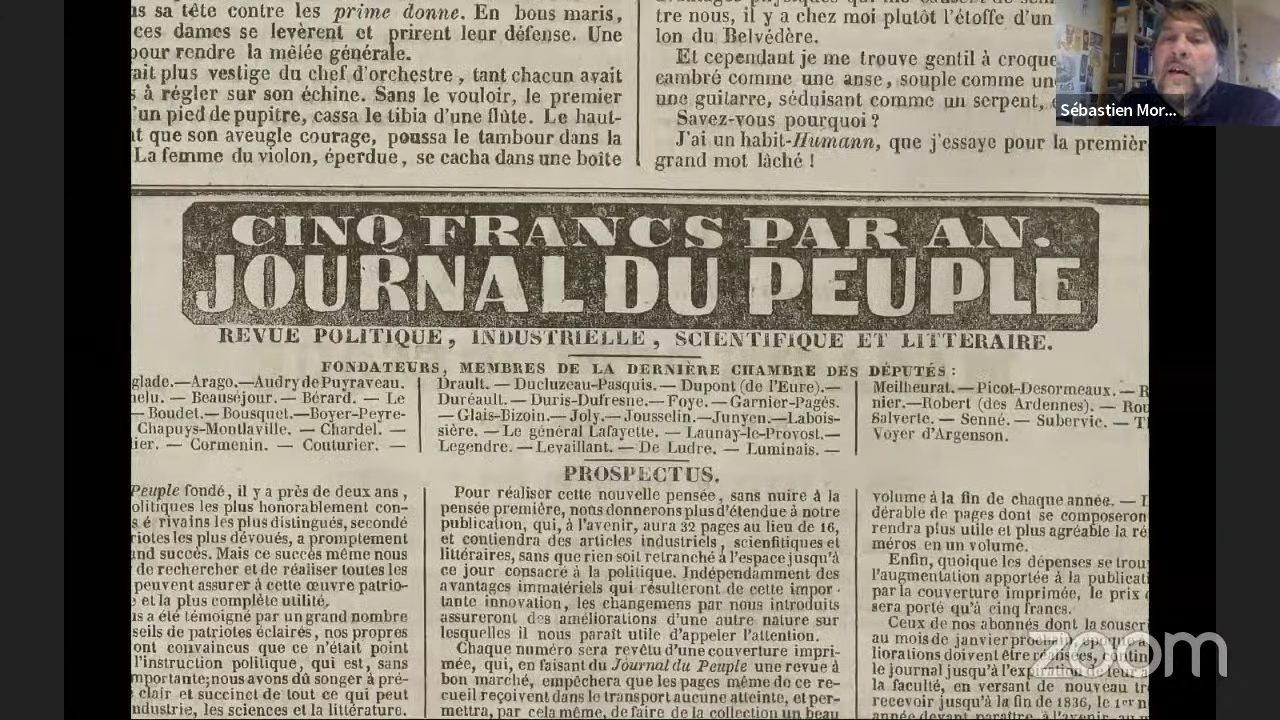 is sa tête contre les prime donne. En bons maris,
ces dames se levèrent et prirent leur défense. Une
pour rendre la mêlée générale.
ait plus vestige du chef d'orchestre, tant chacun avait
à régler sur son échine. Sans le vouloir, le premier
'un pied de pupitre, cassa le tibia d'une flûte. Le haut-
t que son aveugle courage, poussa le tambour dans la
La femme du violon, éperdue, se cacha dans une boîte
tre nous, il y a chez moi plutôt l'étoffe d'un
lon du Belvédère.
Et cependant je me trouve gentil à croque
cambré comme une anse, souple comme un
une guitarre, séduisant comme un serpent,
Savez-vous pourquoi ?
J'ai un habit-Humann, que j'essaye pour la premièr
grand mot lâché !
Sébastien Mor...
CINQ FRANCS PAR AN.
JOURNAL DU PEUPLE
REVUE POLITIQUE, INDUSTRIELLE, SCIENTIFIQUE ET LITTERAIRE.
FONDATEURS, MEMBRES DE LA DERNIÈRE CHAMBRE DES DÉPUTÉS :
glade.—Arago.—Audry de Puyraveau.
elu. — Beauséjour. — Bérard. — Le
— Boudet.—Bousquet.—Boyer-Peyre-
Chapuys-Montlaville. — Chardel. —
ier. — Cormenin. — Couturier. —
Drault. — Ducluzeau-Pasquis.— Dupont (de l'Eure).—
Duréault.— Duris-Dufresne.— Foye. — Garnier-Pagès.
— Glais-Bizoin. — Joly.— Jousselin.—Junyen.—Labois-
sière. — Le général Lafayette. — Launay-le-Provost.—
Legendre. — Levaillant. — De Ludre. — Luminais. —
Meilheurat. — Picot-Desormeaux. — R
nier.—Robert (des Ardennes). — Rou
Salverte. — Senné. — Subervic. — T
Voyer d'Argenson.
PROSPECTUS.
Peuple fondé, il y a près de deux ans,
olitiques les plus honorablement con-
s é rivains les plus distingués, secondé
riotes les plus dévoués, a promptement
and succès. Mais ce succès même nous
de rechercher et de réaliser toutes les
peuvent assurer à cette œuvre patrio-
et la plus complète utilité.
s a été témoigné par un grand nombre
seils de patriotes éclairés, nos propres
ont convaincus que ce n'était point
l'instruction politique, qui est, sans
mportante; nous avons dû songer à pré-
clair et succinct de tout ce qui peut
ndustrie, les sciences et la littérature.
Pour réaliser cette nouvelle pensée, sans nuire à la
pensée première, nous donnerons plus d'étendue à notre
publication, qui, à l'avenir, aura 32 pages au lieu de 16,
et contiendra des articles industriels, scientifiques et
littéraires, sans que rien soit retranché à l'espace jusqu'à
ce jour consacré à la politique. Indépendamment des
avantages immatériels qui résulteront de cette impor-
tante innovation, les changemens par nous introduits
assureront des améliorations d'une autre nature sur
lesquelles il nous paraît utile d'appeler l'attention.
Chaque numéro sera revêtu d'une couverture impri-
mée, qui, en faisant du Journal du Peuple une revue à
bon marché, empêchera que les pages même de ce re-
cueil reçoivent dans le transport aucune atteinte, et per-
mettra, par cela même, de faire de la collection un beau
volume à la fin de chaque année. —
dérable de pages dont se composeron
rendra plus utile et plus agréable la ré
méros en un volume.
Enfin, quoique les dépenses se trou
l'augmentation apportée à la publicat
par la couverture imprimée, le prix
sera porté qu'à cinq francs.
Ceux de nos abonnés dont la souscr
au mois de janvier prochain, époque à
liorations doivent être réalisées, contin
le journal jusqu'à l'expiration de leur a
la faculté, en versant de nouveau tr
recevoir jusqu'à la fin de 1836, le 1er n
zoom